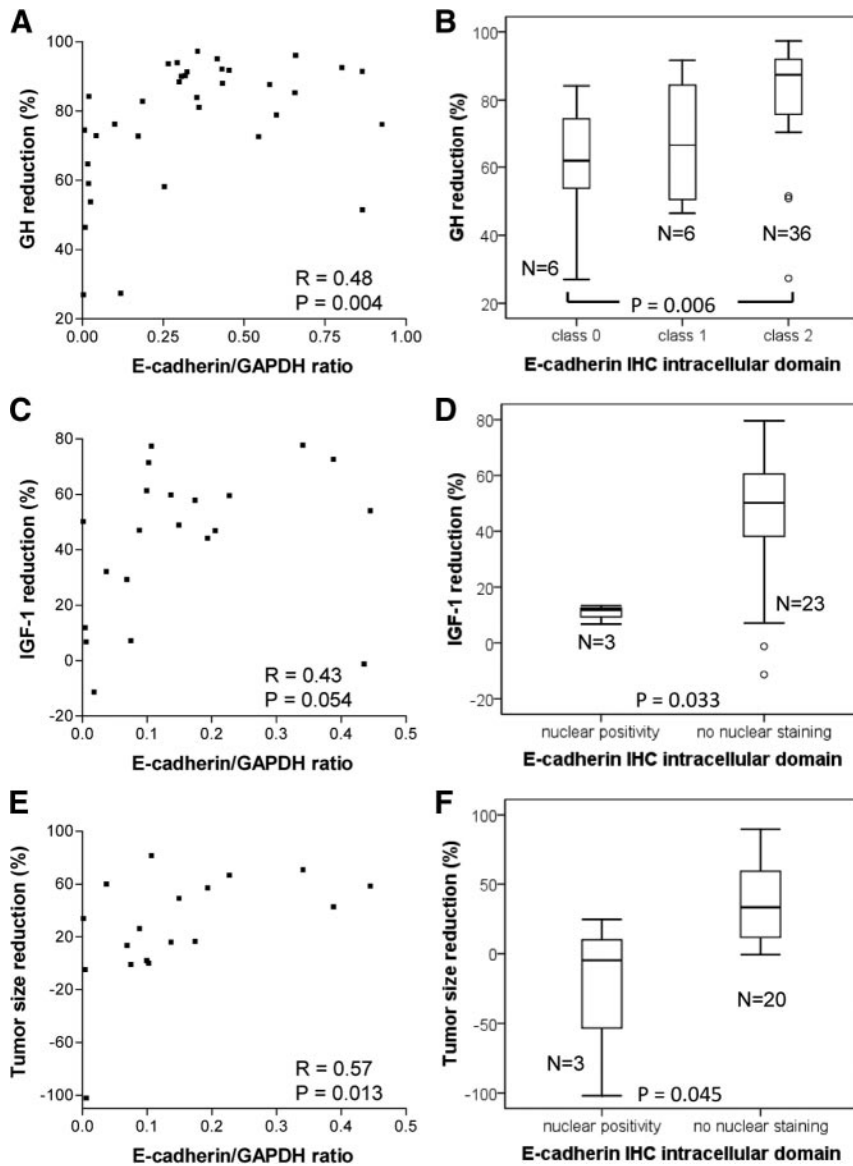 A
GH reduction (%)
100
80
60
40
20
0.00
0.25
0.50
0.75
1.00
R = 0.48
P = 0.004
E-cadherin/GAPDH ratio
B
GH reduction (%)
100
80
60
40
20
N=6
N=6
N=36
P = 0.006
class 0
class 1
class 2
E-cadherin IHC intracellular domain
C
IGF-1 reduction (%)
80
60
40
20
0
-20
0.0
0.1
0.2
0.3
0.4
0.5
R = 0.43
P = 0.054
E-cadherin/GAPDH ratio
D
IGF-1 reduction (%)
80
60
40
20
0
-20
N=3
N=23
P = 0.033
nuclear positivity
no nuclear staining
E-cadherin IHC intracellular domain
E
Tumor size reduction (%)
100
60
20
-20
-60
-100
0.0
0.1
0.2
0.3
0.4
0.5
R = 0.57
P = 0.013
E-cadherin/GAPDH ratio
F
Tumor size reduction (%)
100
50
0
-50
-100
N=3
N=20
P = 0.045
nuclear positivity
no nuclear staining
E-cadherin IHC intracellular domain